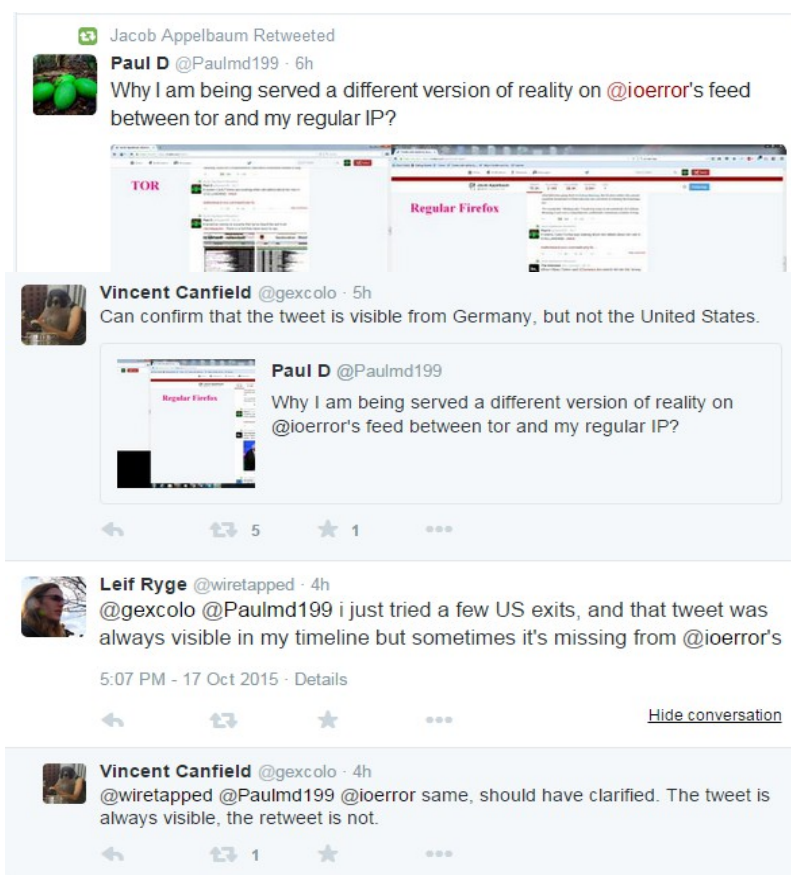 Jacob Appelbaum Retweeted
Paul D @Paulmd199 · 6h
Why I am being served a different version of reality on @ioerror's feed
between tor and my regular IP?
TOR
Regular Firefox
Vincent Canfield @gexcolo · 5h
Can confirm that the tweet is visible from Germany, but not the United States.
Regular Firefox
Paul D @Paulmd199
Why I am being served a different version of reality on
@ioerror's feed between tor and my regular IP?
5 1
Leif Ryge @wiretapped · 4h
@gexcolo @Paulmd199 i just tried a few US exits, and that tweet was
always visible in my timeline but sometimes it's missing from @ioerror's
5:07 PM - 17 Oct 2015 · Details
Hide conversation
Vincent Canfield @gexcolo · 4h
@wiretapped @Paulmd199 @ioerror same, should have clarified. The tweet is
always visible, the retweet is not.
1